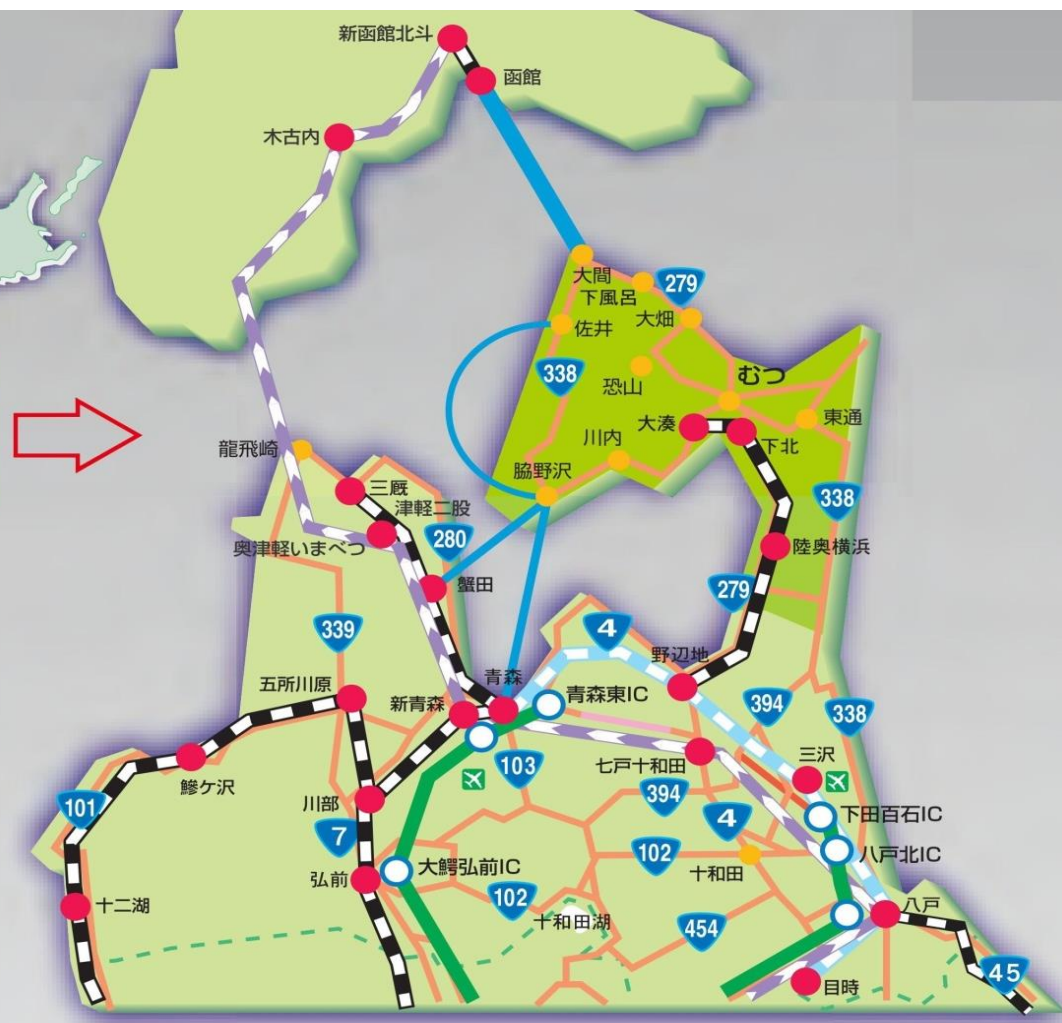 新函館北斗
函館
木古内
大間
下風呂
279
佐井
大畑
338
恐山
むつ
大湊
下北
東通
川内
龍飛崎
脇野沢
三厩
津軽二股
338
280
奥津軽いまべつ
陸奥横浜
蟹田
279
339
4
野辺地
青森
五所川原
新青森
青森東IC
394
338
鰺ヶ沢
103
七戸十和田
三沢
101
川部
394
下田百石IC
7
4
八戸北IC
102
大鰐弘前IC
弘前
十和田
102
十二湖
十和田湖
454
八戸
45
目時